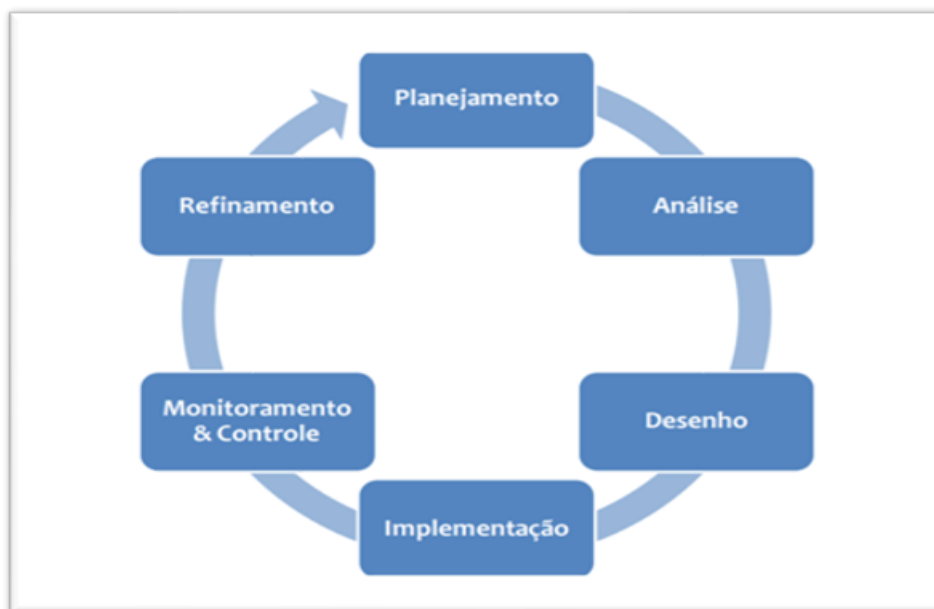 Planejamento
Análise
Desenho
Implementação
Monitoramento
& Controle
Refinamento